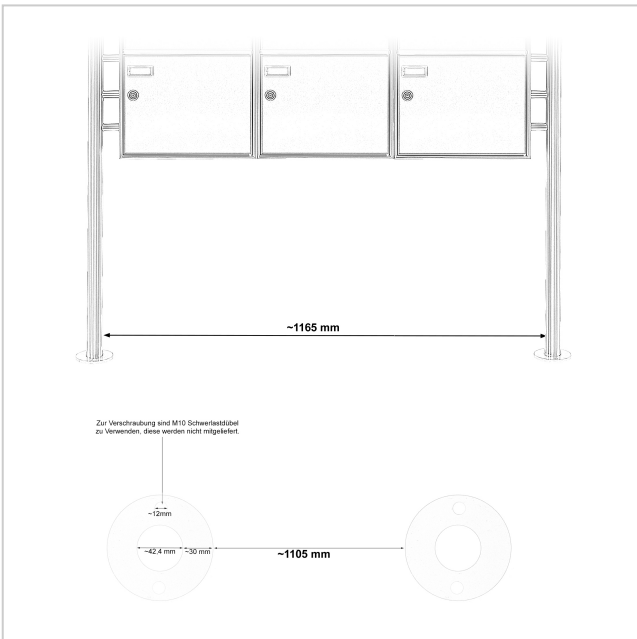 ~1165 mm
Zur Verschraubung sind M10 Schwerlastdübel
zu Verwenden, diese werden nicht mitgeliefert.
~12mm
~42,4 mm
~30 mm
~1105 mm